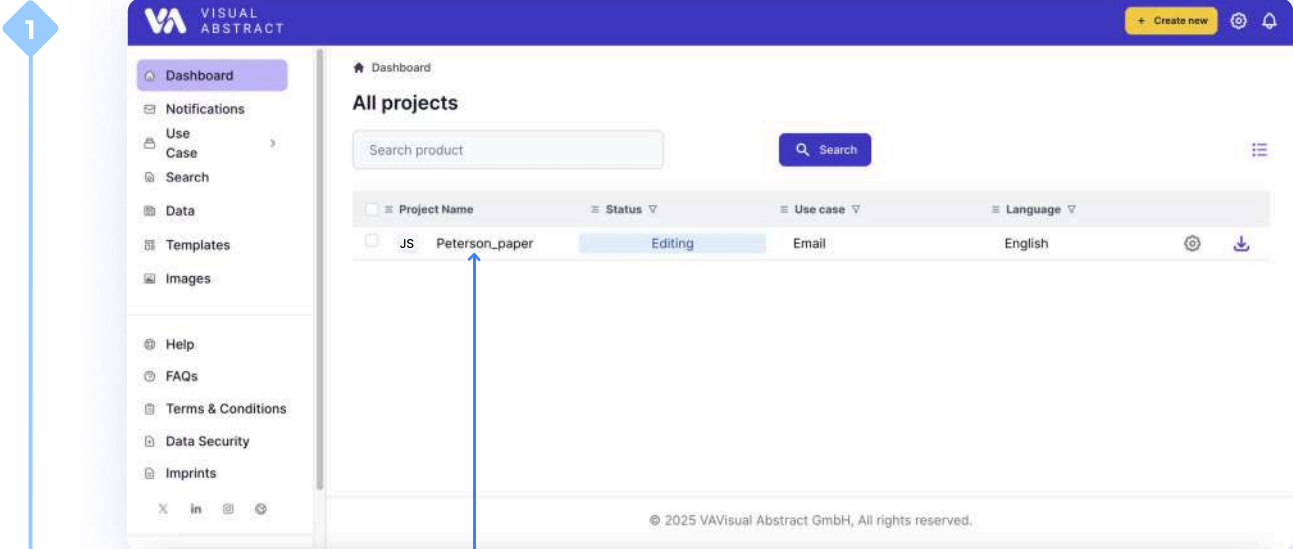 1
VA VISUAL
ABSTRACT
+ Create new
Dashboard
Notifications
Use
Case
Search
Data
Templates
Images
Help
FAQs
Terms & Conditions
Data Security
Imprints
X in
Dashboard
All projects
Search product
Search
Project Name Status Use case Language
JS Peterson_paper Editing Email English
© 2025 VAVisual Abstract GmbH, All rights reserved.